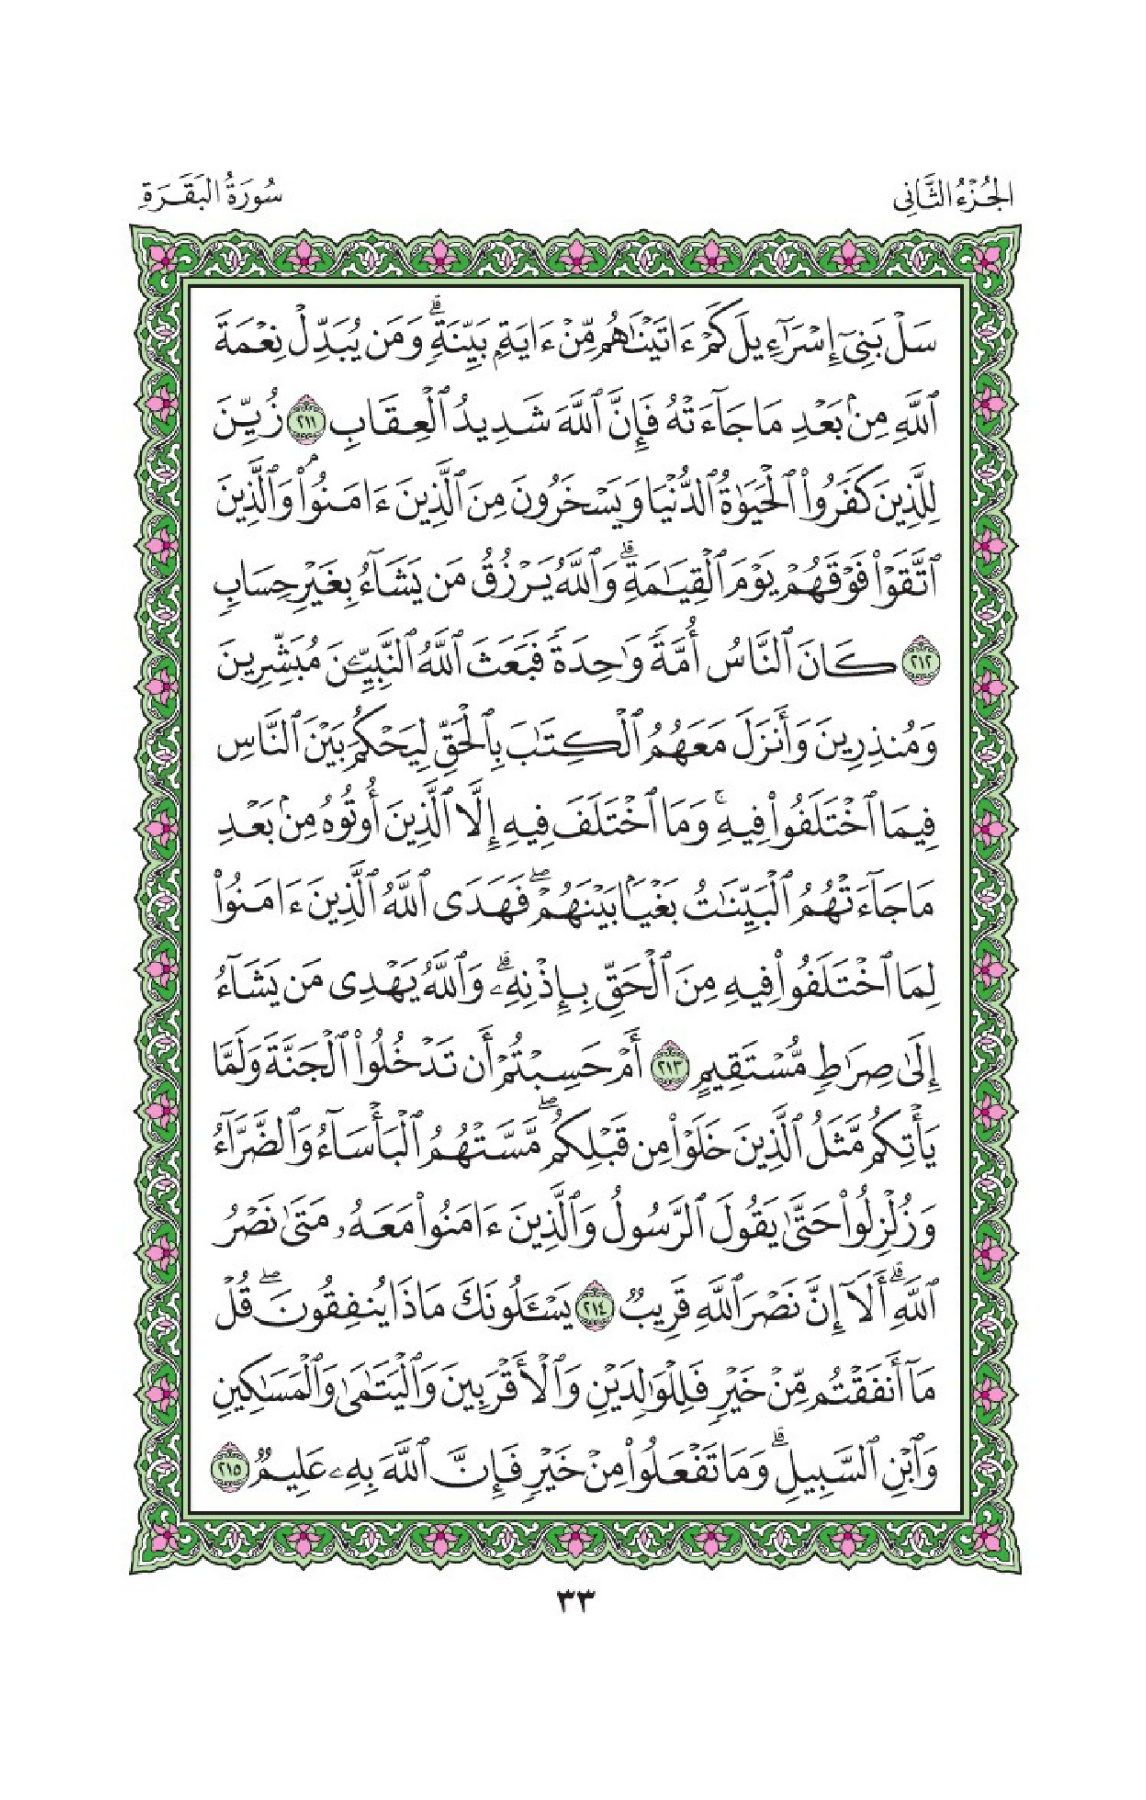 الجُزْءُ الثَّانِي
سُورَةُ البَقَرَةِ
سَلْ بَنِيٓ إِسْرَٰٓءِيلَ كَمْ ءَاتَيْنَٰهُم مِّنْ ءَايَةِۭ بَيِّنَةٖۗ وَمَن يُبَدِّلْ نِعْمَةَ
ٱللَّهِ مِنۢ بَعْدِ مَا جَآءَتْهُ فَإِنَّ ٱللَّهَ شَدِيدُ ٱلْعِقَابِ ٢١١ زُيِّنَ
لِلَّذِينَ كَفَرُوا۟ ٱلْحَيَوٰةُ ٱلدُّنْيَا وَيَسْخَرُونَ مِنَ ٱلَّذِينَ ءَامَنُوا۟ۘ وَٱلَّذِينَ
ٱتَّقَوْا۟ فَوْقَهُمْ يَوْمَ ٱلْقِيَٰمَةِۗ وَٱللَّهُ يَرْزُقُ مَن يَشَآءُ بِغَيْرِ حِسَابٖ
٢١٢ كَانَ ٱلنَّاسُ أُمَّةٗ وَٰحِدَةٗ فَبَعَثَ ٱللَّهُ ٱلنَّبِيِّـۧنَ مُبَشِّرِينَ
وَمُنذِرِينَ وَأَنزَلَ مَعَهُمُ ٱلْكِتَٰبَ بِٱلْحَقِّ لِيَحْكُمَ بَيْنَ ٱلنَّاسِ
فِيمَا ٱخْتَلَفُوا۟ فِيهِۚ وَمَا ٱخْتَلَفَ فِيهِ إِلَّا ٱلَّذِينَ أُوتُوهُ مِنۢ بَعْدِ
مَا جَآءَتْهُمُ ٱلْبَيِّنَٰتُ بَغْيَۢا بَيْنَهُمْۖ فَهَدَى ٱللَّهُ ٱلَّذِينَ ءَامَنُوا۟
لِمَا ٱخْتَلَفُوا۟ فِيهِ مِنَ ٱلْحَقِّ بِإِذْنِهِۦۗ وَٱللَّهُ يَهْدِى مَن يَشَآءُ
إِلَىٰ صِرَٰطٖ مُّسْتَقِيمٍ ٢١٣ أَمْ حَسِبْتُمْ أَن تَدْخُلُوا۟ ٱلْجَنَّةَ وَلَمَّا
يَأْتِكُم مَّثَلُ ٱلَّذِينَ خَلَوْا۟ مِن قَبْلِكُمۖ مَّسَّتْهُمُ ٱلْبَأْسَآءُ وَٱلضَّرَّآءُ
وَزُلْزِلُوا۟ حَتَّىٰ يَقُولَ ٱلرَّسُولُ وَٱلَّذِينَ ءَامَنُوا۟ مَعَهُۥ مَتَىٰ نَصْرُ
ٱللَّهِۗ أَلَآ إِنَّ نَصْرَ ٱللَّهِ قَرِيبٞ ٢١٤ يَسْـَٔلُونَكَ مَاذَا يُنفِقُونَۖ قُلْ
مَآ أَنفَقْتُم مِّنْ خَيْرٖ فَلِلْوَٰلِدَيْنِ وَٱلْأَقْرَبِينَ وَٱلْيَتَٰمَىٰ وَٱلْمَسَٰكِينِ
وَٱبْنِ ٱلسَّبِيلِۗ وَمَا تَفْعَلُوا۟ مِنْ خَيْرٖ فَإِنَّ ٱللَّهَ بِهِۦ عَلِيمٞ ٢١٥
٣٣